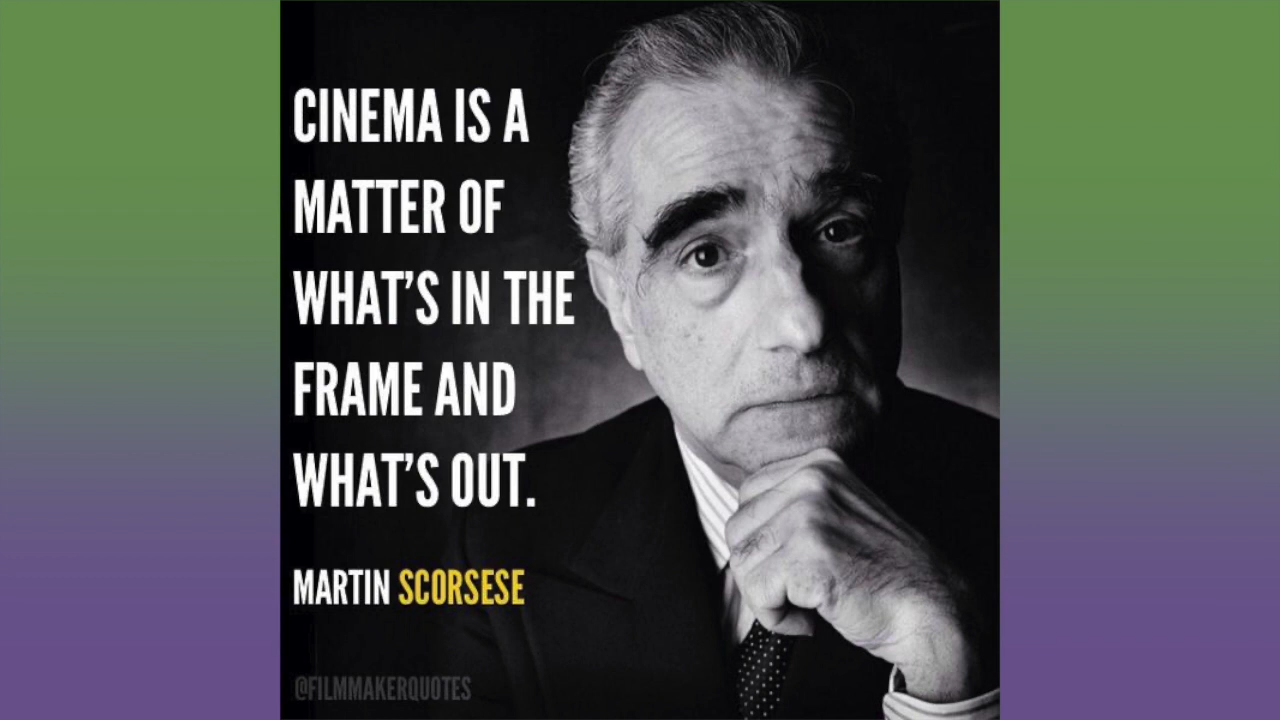 CINEMA IS A
MATTER OF
WHAT'S IN THE
FRAME AND
WHAT'S OUT.
MARTIN SCORSESE
@FILMMAKERQUOTES